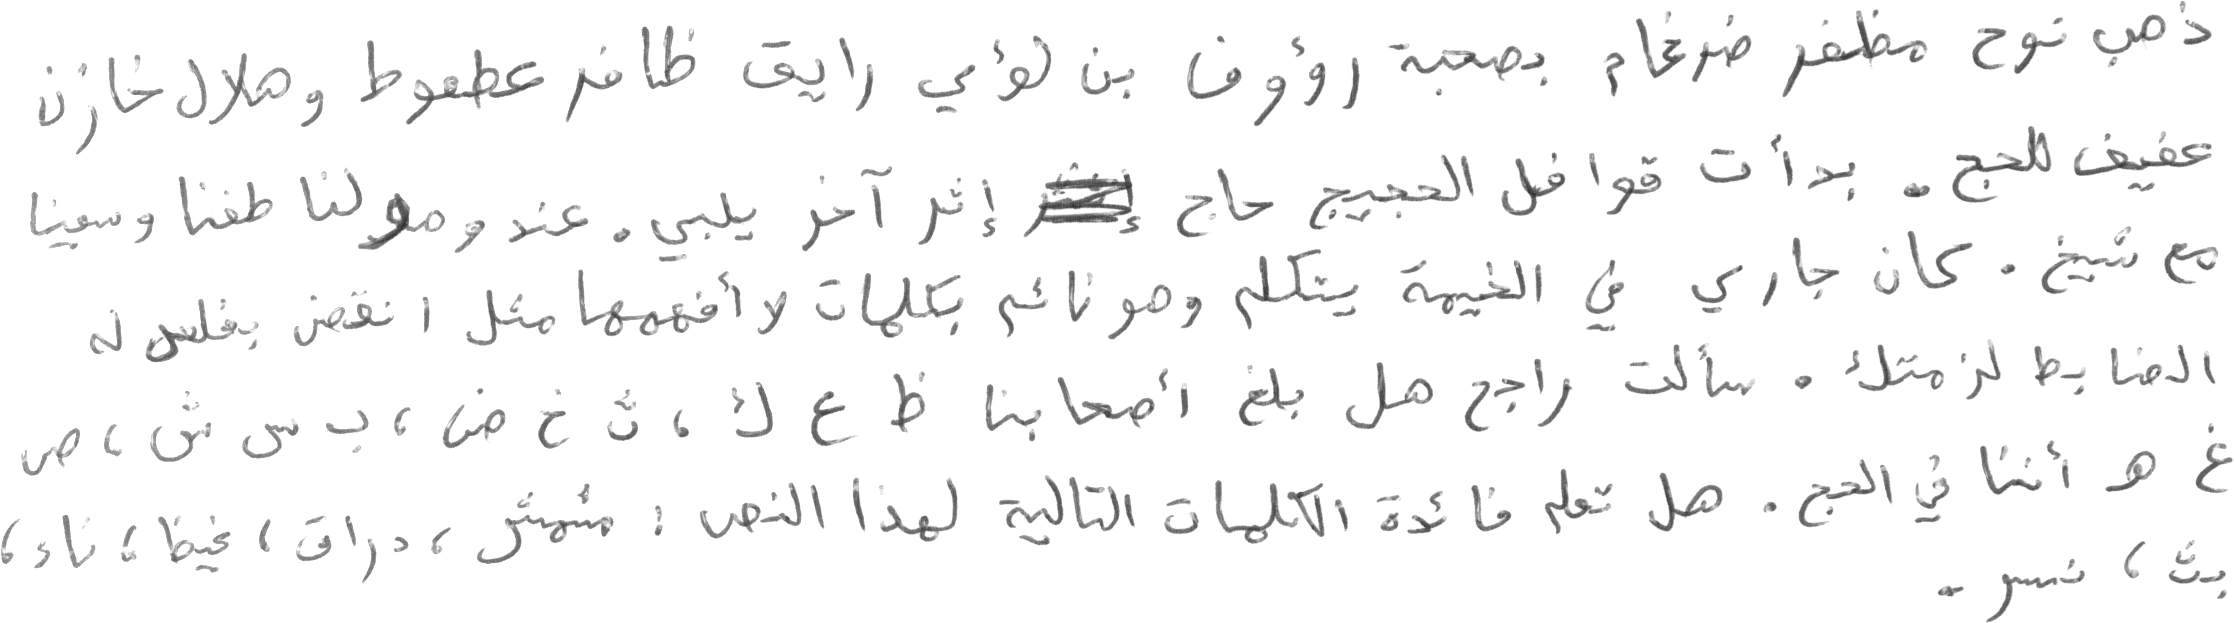 ذهب نوح مظفر ضرغام بصحبة رؤوف بن لؤي رايق ظافر عطعوط وهلال خازن
عفيف للحج. بدأت قوافل الحجيج حاج إثر آخر يلبي. عند وصولنا طفنا وسعينا
مع شيخ. كان جاري في الخيمة يتكلم وهو نائم بكلمات لا أفهمها مثل انقض بفلس له
الضابط لزمتك. سألت راجح هل بلغ أصحابنا ظ ع ك، ث خ ض، ب س ش، ص
غ هـ أننا في الحج. هل تعلم فائدة الكلمات التالية لهذا النص: مشمش، دراق، غيظ، ناء،
بث، نسر.